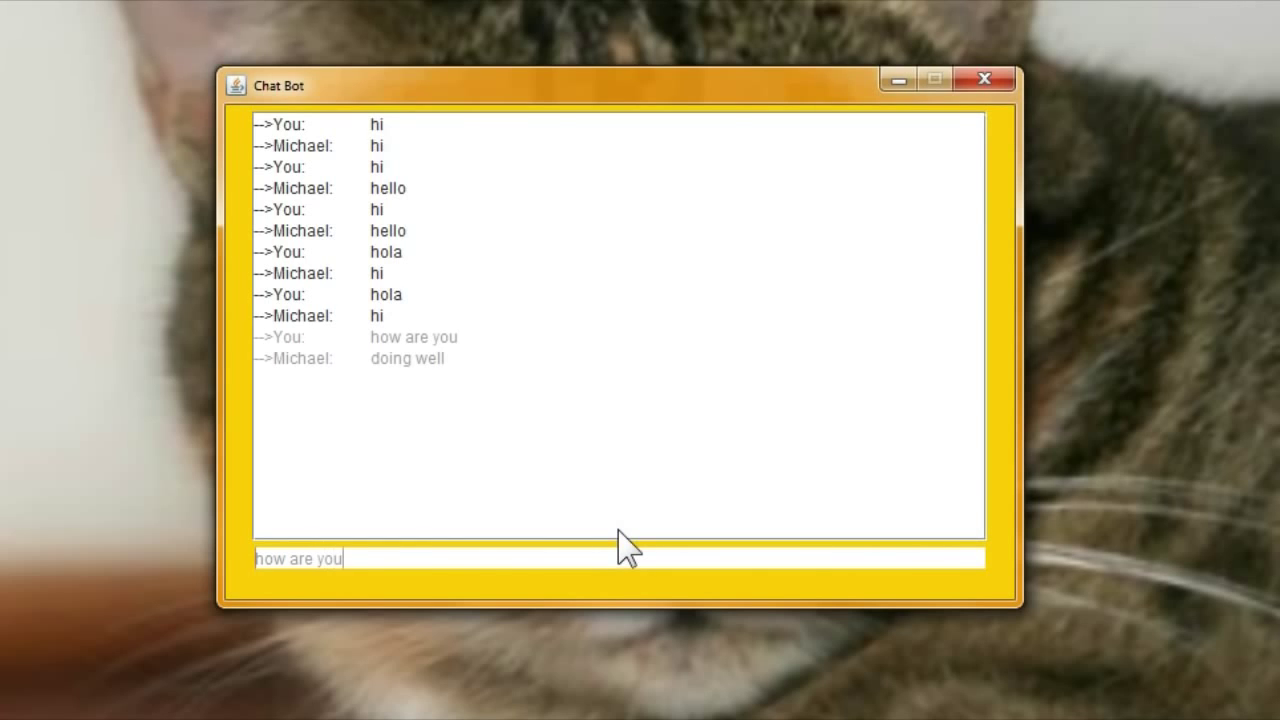 Chat Bot
-->You: hi
-->Michael: hi
-->You: hi
-->Michael: hello
-->You: hi
-->Michael: hello
-->You: hola
-->Michael: hi
-->You: hola
-->Michael: hi
-->You: how are you
-->Michael: doing well
how are you